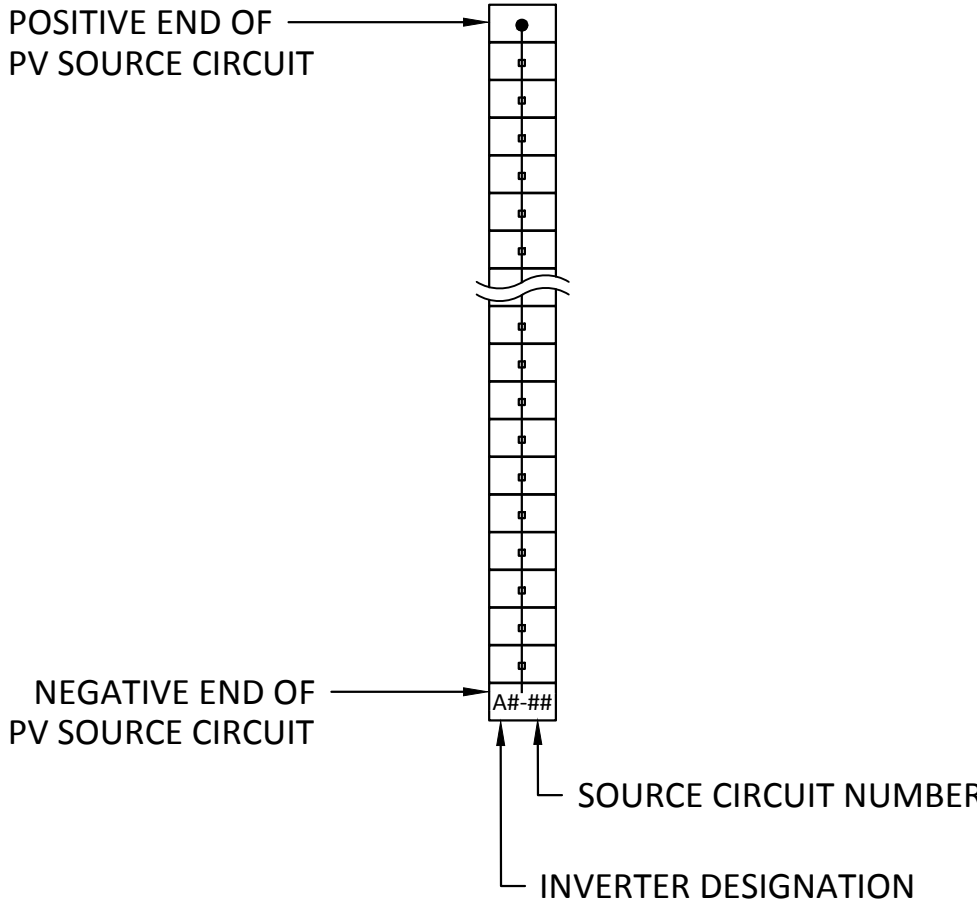 POSITIVE END OF
PV SOURCE CIRCUIT
NEGATIVE END OF
PV SOURCE CIRCUIT
A#-##
SOURCE CIRCUIT NUMBER
INVERTER DESIGNATION